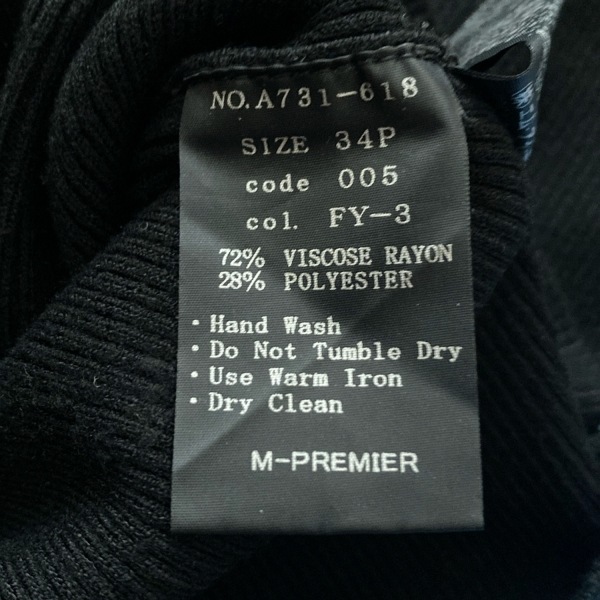 NO.A731-618
SIZE 34P
code 005
col. FY-3
72% VISCOSE RAYON
28% POLYESTER
・Hand Wash
・Do Not Tumble Dry
・Use Warm Iron
・Dry Clean
M-PREMIER